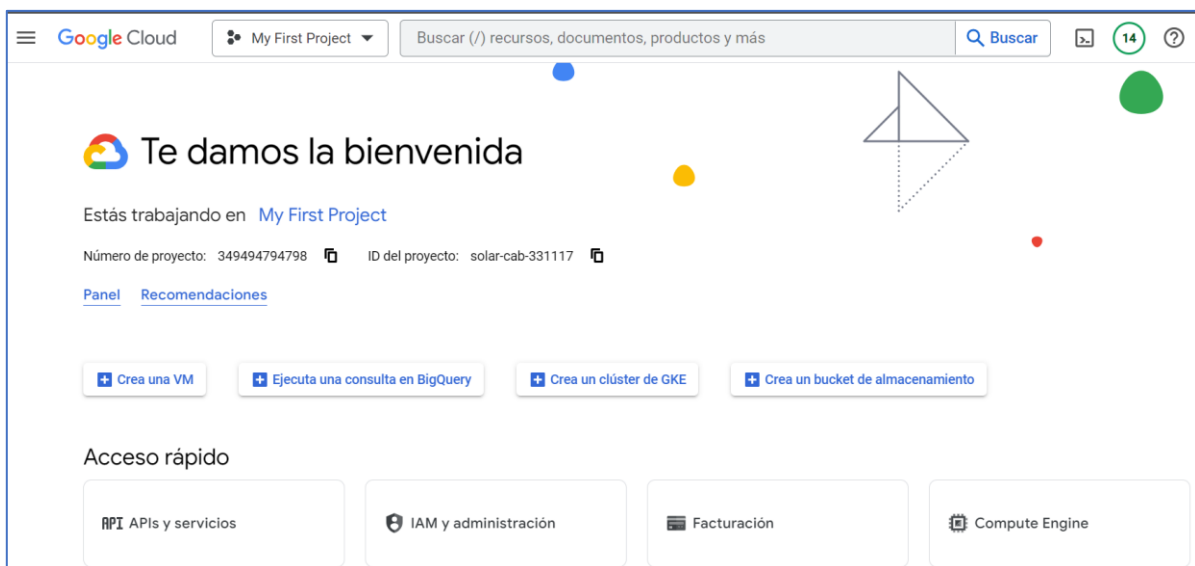 Google Cloud My First Project Buscar (/) recursos, documentos, productos y más Buscar 14
Te damos la bienvenida
Estás trabajando en My First Project
Número de proyecto: 349494794798 ID del proyecto: solar-cab-331117
Panel Recomendaciones
Crea una VM Ejecuta una consulta en BigQuery Crea un clúster de GKE Crea un bucket de almacenamiento
Acceso rápido
API APIs y servicios IAM y administración Facturación Compute Engine